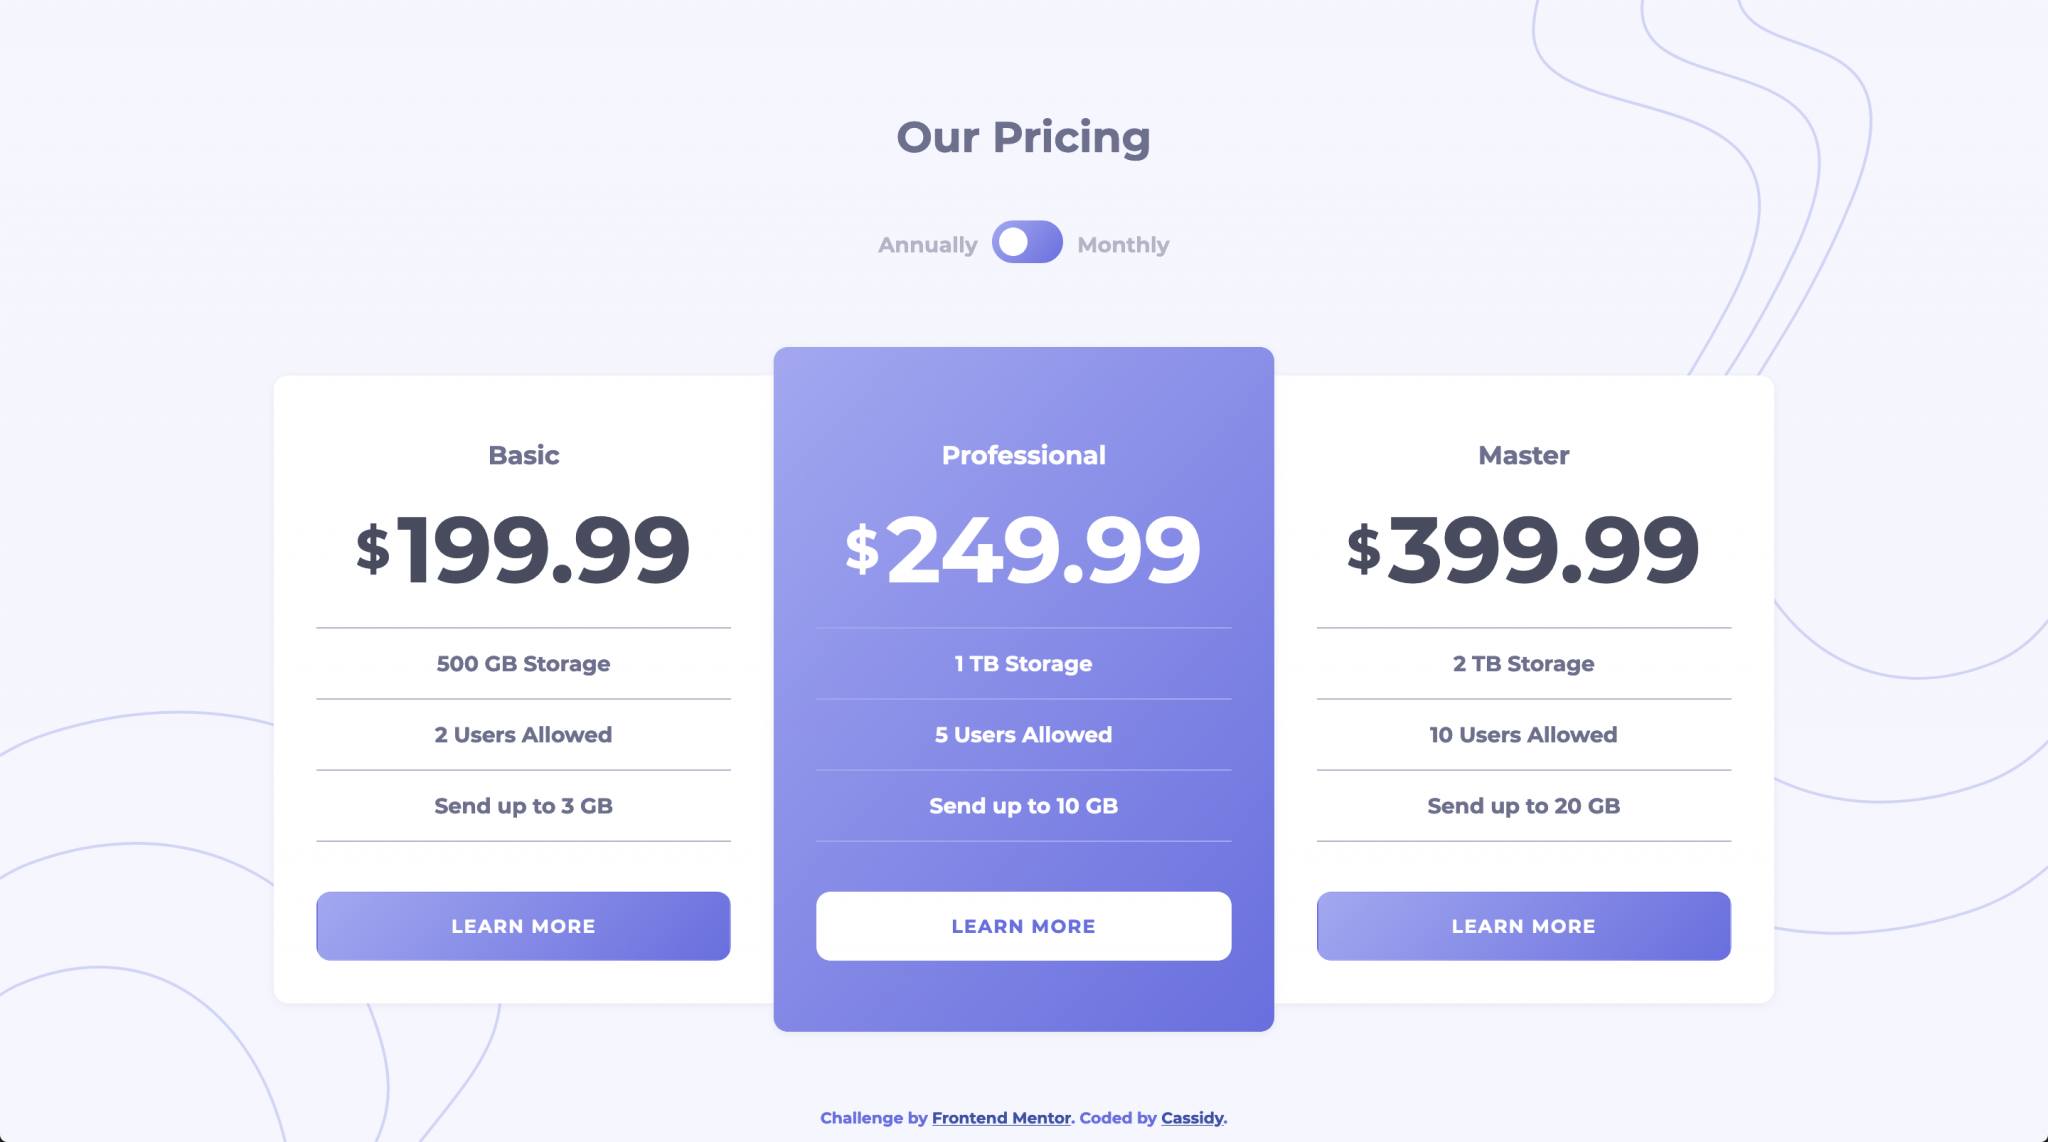 Our Pricing
Annually
Monthly
Basic
$199.99
500 GB Storage
2 Users Allowed
Send up to 3 GB
LEARN MORE
Professional
$249.99
1 TB Storage
5 Users Allowed
Send up to 10 GB
LEARN MORE
Master
$399.99
2 TB Storage
10 Users Allowed
Send up to 20 GB
LEARN MORE
Challenge by Frontend Mentor. Coded by Cassidy.